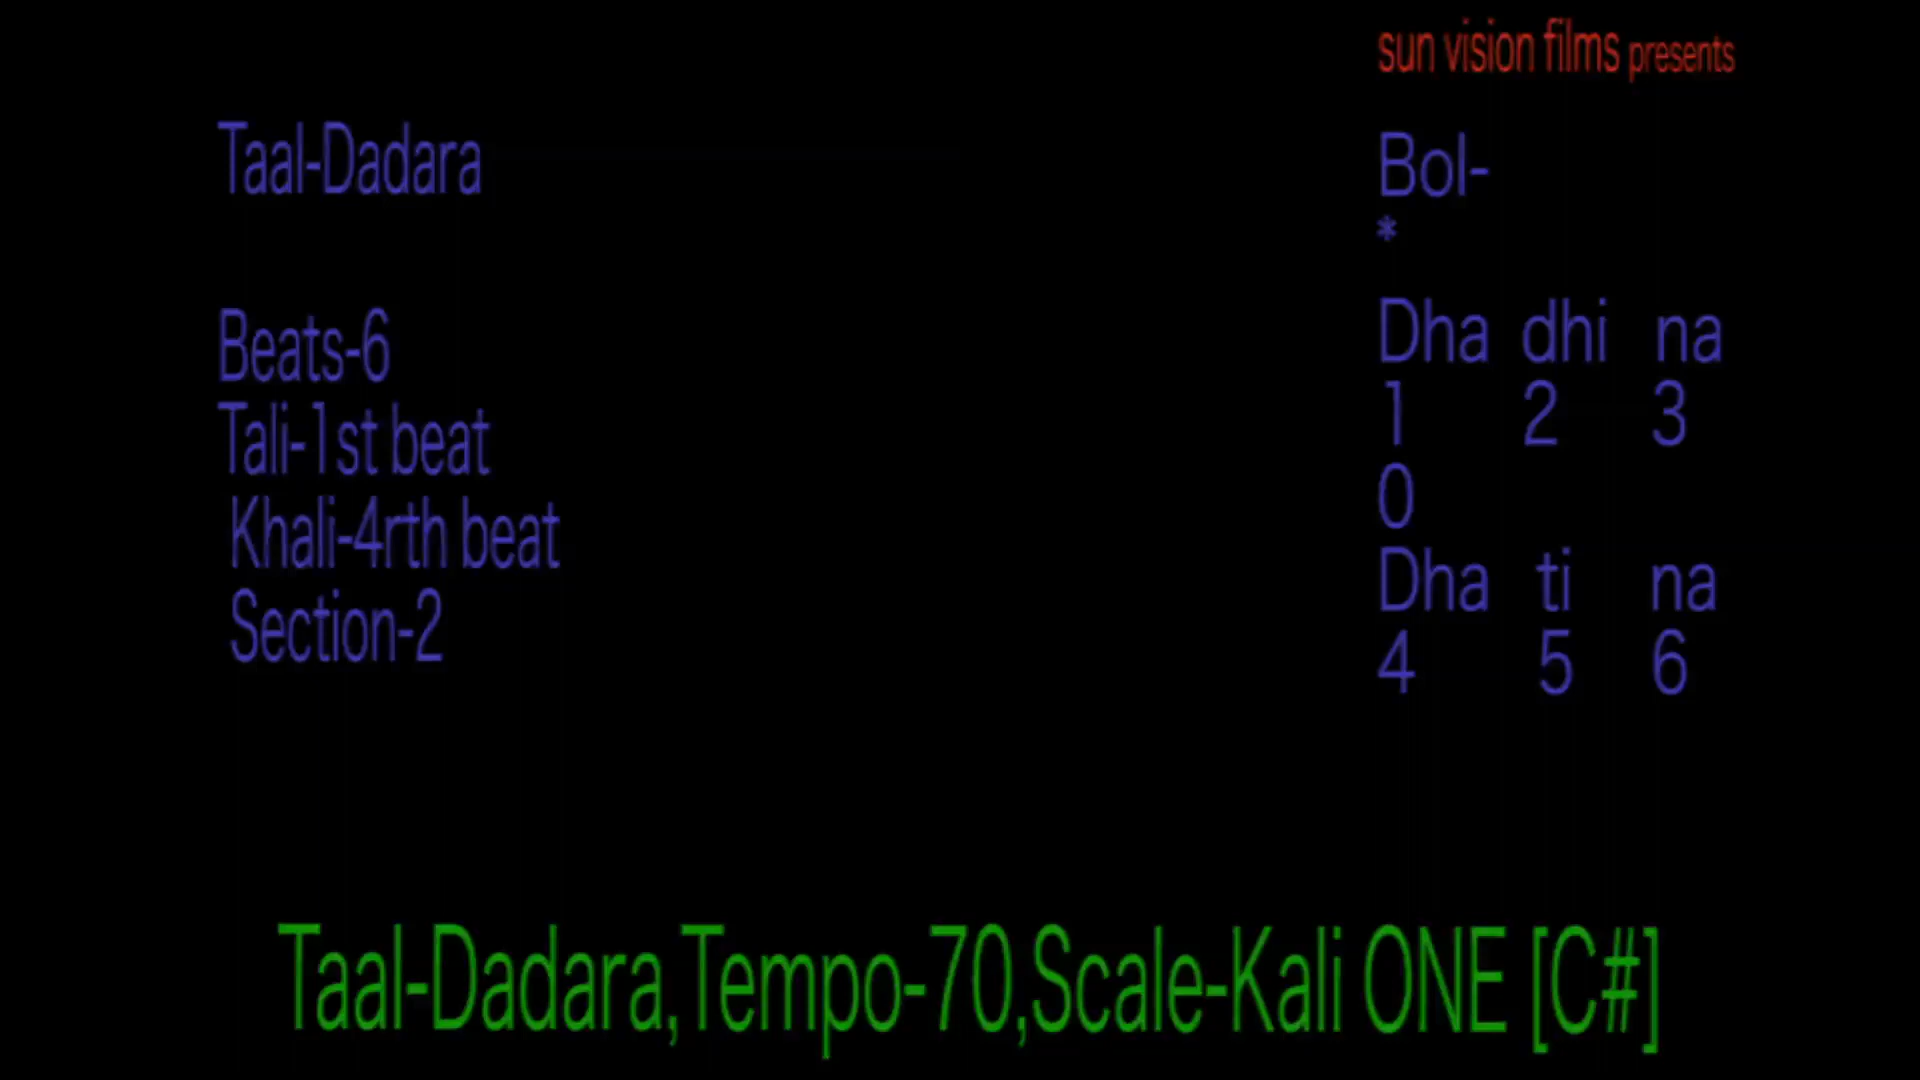 sun vision films presents
Taal-Dadara
Beats-6
Tali-1st beat
Khali-4rth beat
Section-2
Bol-
*
Dha dhi na
1 2 3
0
Dha ti na
4 5 6
Taal-Dadara,Tempo-70,Scale-Kali ONE [C#]